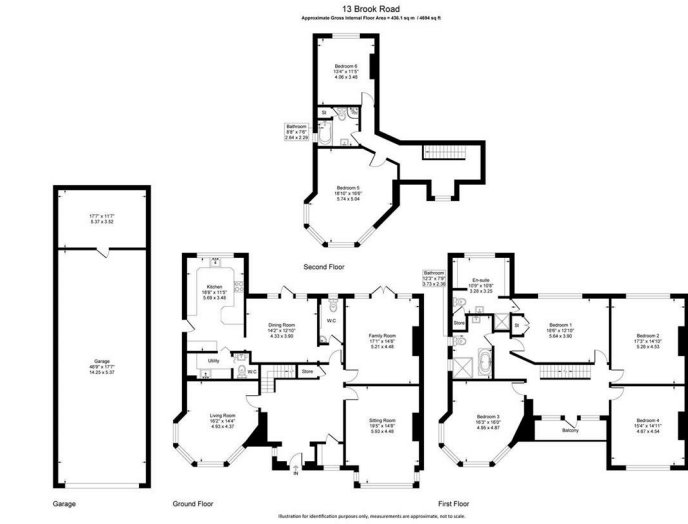 13 Brook Road
Approximate Gross Internal Floor Area = 436.1 sq m / 4694 sq ft
Bedroom 6
13'4" x 11'5"
4.06 x 3.48
St
Bathroom
8'8" x 7'6"
2.64 x 2.29
Bedroom 5
18'10" x 16'6"
5.74 x 5.04
Second Floor
17'7" x 11'7"
5.37 x 3.52
Garage
46'9" x 17'7"
14.25 x 5.37
Garage
Kitchen
18'8" x 11'5"
5.69 x 3.48
Dining Room
14'2" x 12'10"
4.33 x 3.90
W.C
Family Room
17'1" x 14'8"
5.21 x 4.48
Utility
W.C
Store
Living Room
16'2" x 14'4"
4.93 x 4.37
Sitting Room
19'5" x 14'8"
5.93 x 4.48
IN
Ground Floor
Bathroom
12'3" x 7'9"
3.73 x 2.36
En-suite
10'9" x 10'8"
3.28 x 3.25
Store
St
Bedroom 1
18'6" x 12'10"
5.64 x 3.90
Bedroom 2
17'3" x 14'10"
5.26 x 4.53
Bedroom 3
16'3" x 16'0"
4.95 x 4.87
Balcony
Bedroom 4
15'4" x 14'11"
4.67 x 4.54
First Floor
Illustration for identification purposes only, measurements are approximate, not to scale.